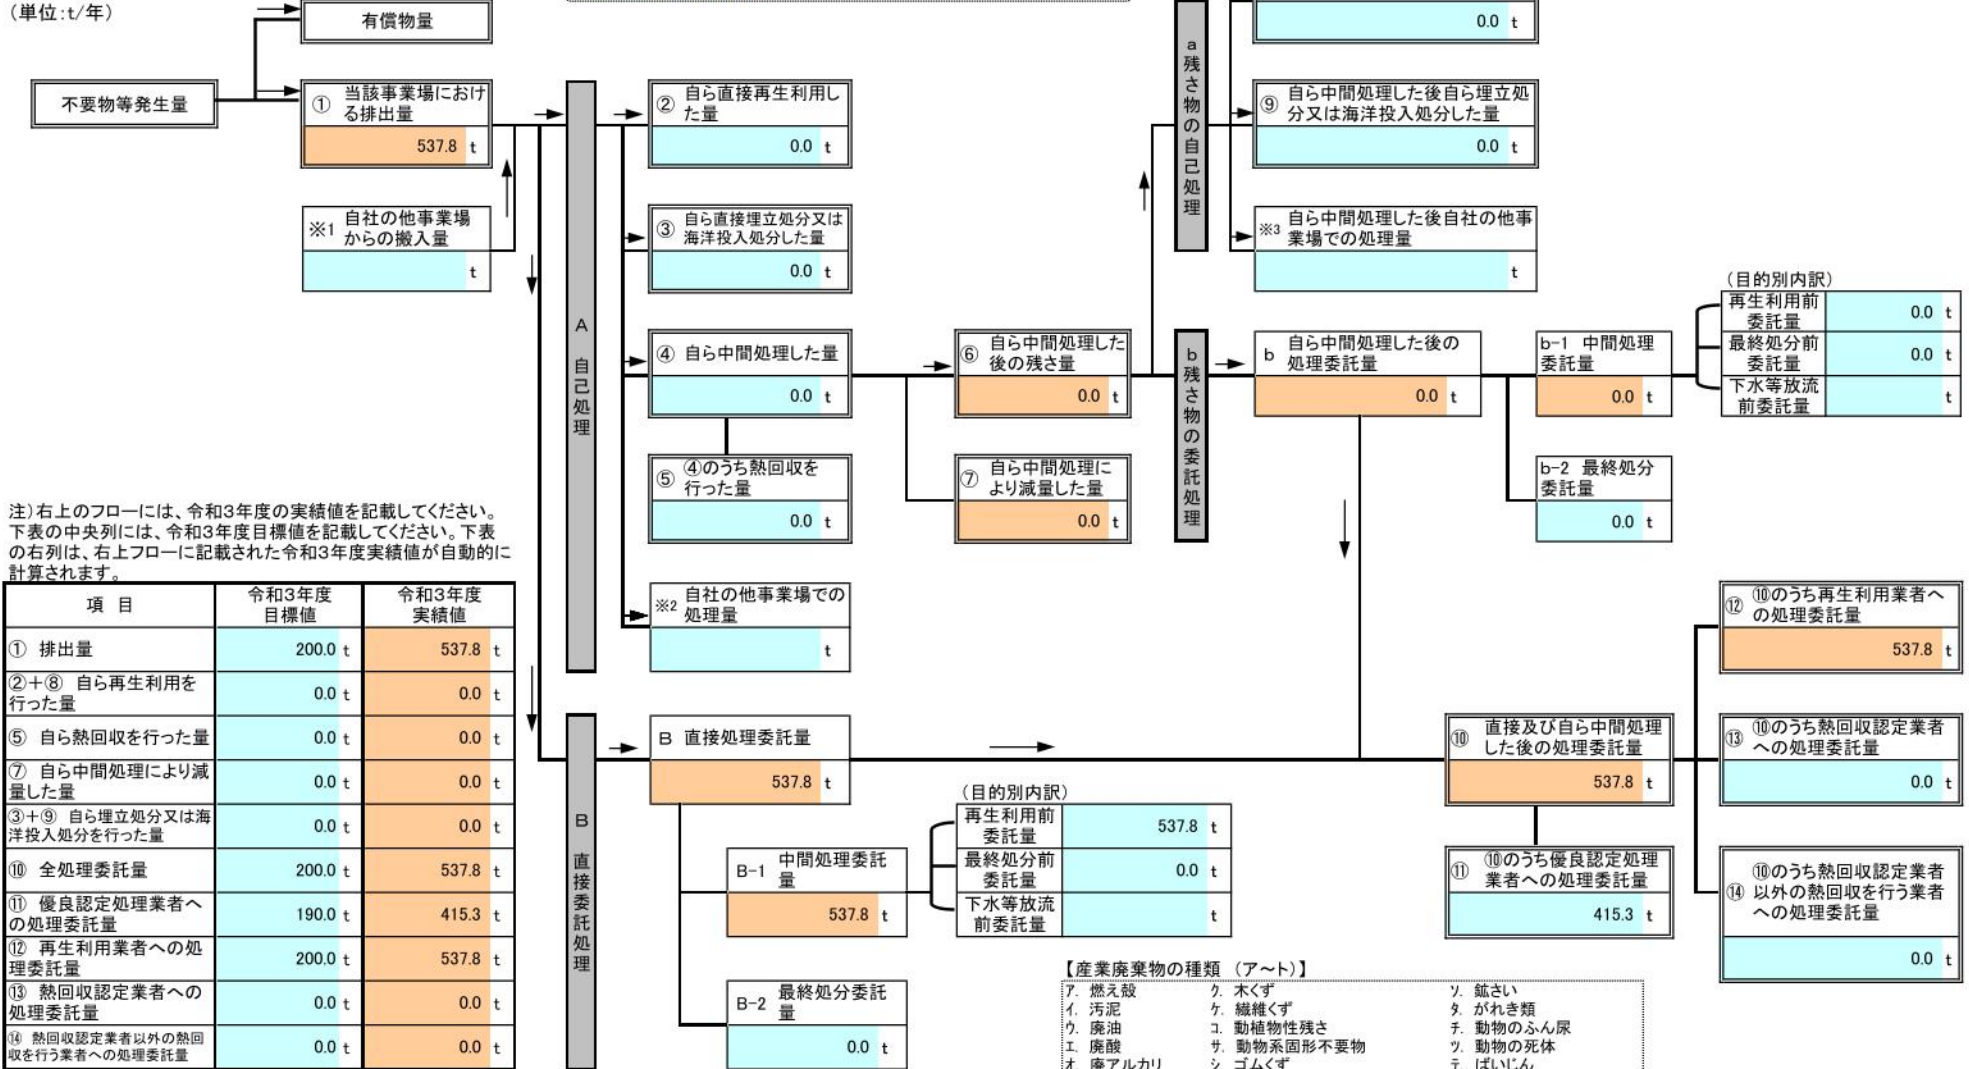 (単位:t/年)
有償物量
不要物等発生量
① 当該事業場におけ
る排出量
537.8 t
※1 自社の他事業場
からの搬入量
t
A 自己処理
② 自ら直接再生利用し
た量
0.0 t
③ 自ら直接埋立処分又は
海洋投入処分した量
0.0 t
④ 自ら中間処理した量
0.0 t
⑤ ④のうち熱回収を
行った量
0.0 t
※2 自社の他事業場での
処理量
t
⑥ 自ら中間処理した
後の残さ量
0.0 t
⑦ 自ら中間処理に
より減量した量
0.0 t
a 残さ物の自己処理
0.0 t
⑨ 自ら中間処理した後自ら埋立処
分又は海洋投入処分した量
0.0 t
※3 自ら中間処理した後自社の他事
業場での処理量
t
b 残さ物の委託処理
b 自ら中間処理した後の
処理委託量
0.0 t
b-1 中間処理
委託量
0.0 t
b-2 最終処分
委託量
0.0 t
(目的別内訳)
再生利用前
委託量
0.0 t
最終処分前
委託量
0.0 t
下水等放流
前委託量
t
注)右上のフローには、令和3年度の実績値を記載してください。
下表の中央列には、令和3年度目標値を記載してください。下表
の右列は、右上フローに記載された令和3年度実績値が自動的に
計算されます。
項 目 令和3年度 令和3年度
目標値 実績値
① 排出量 200.0 t 537.8 t
②+⑧ 自ら再生利用を
行った量 0.0 t 0.0 t
⑤ 自ら熱回収を行った量 0.0 t 0.0 t
⑦ 自ら中間処理により減
量した量 0.0 t 0.0 t
③+⑨ 自ら埋立処分又は海
洋投入処分を行った量 0.0 t 0.0 t
⑩ 全処理委託量 200.0 t 537.8 t
⑪ 優良認定処理業者へ
の処理委託量 190.0 t 415.3 t
⑫ 再生利用業者への処
理委託量 200.0 t 537.8 t
⑬ 熱回収認定業者への
処理委託量 0.0 t 0.0 t
⑭ 熱回収認定業者以外の熱回
収を行う業者への処理委託量 0.0 t 0.0 t
B 直接委託処理
B 直接処理委託量
537.8 t
B-1 中間処理委託
量
537.8 t
B-2 最終処分委託
量
0.0 t
(目的別内訳)
再生利用前
委託量
537.8 t
最終処分前
委託量
0.0 t
下水等放流
前委託量
t
⑩ 直接及び自ら中間処理
した後の処理委託量
537.8 t
⑪ ⑩のうち優良認定処理
業者への処理委託量
415.3 t
⑫ ⑩のうち再生利用業者へ
の処理委託量
537.8 t
⑬ ⑩のうち熱回収認定業者
への処理委託量
0.0 t
⑭ ⑩のうち熱回収認定業者
以外の熱回収を行う業者
への処理委託量
0.0 t
【産業廃棄物の種類 (ア~ト)】
ア. 燃え殻 ク. 木くず ソ. 鉱さい
イ. 汚泥 ケ. 繊維くず タ. がれき類
ウ. 廃油 コ. 動植物性残さ チ. 動物のふん尿
エ. 廃酸 サ. 動物系固形不要物 ツ. 動物の死体
オ. 廃アルカリ シ. ゴムくず テ. ばいじん